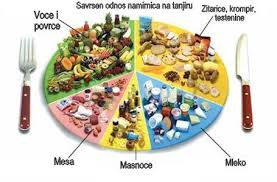 Savrsen odnos namirnica na tanjiru
Voce i
povrce
Zitarice, krompir,
testenine
Mesa
Masnoce
Mleko